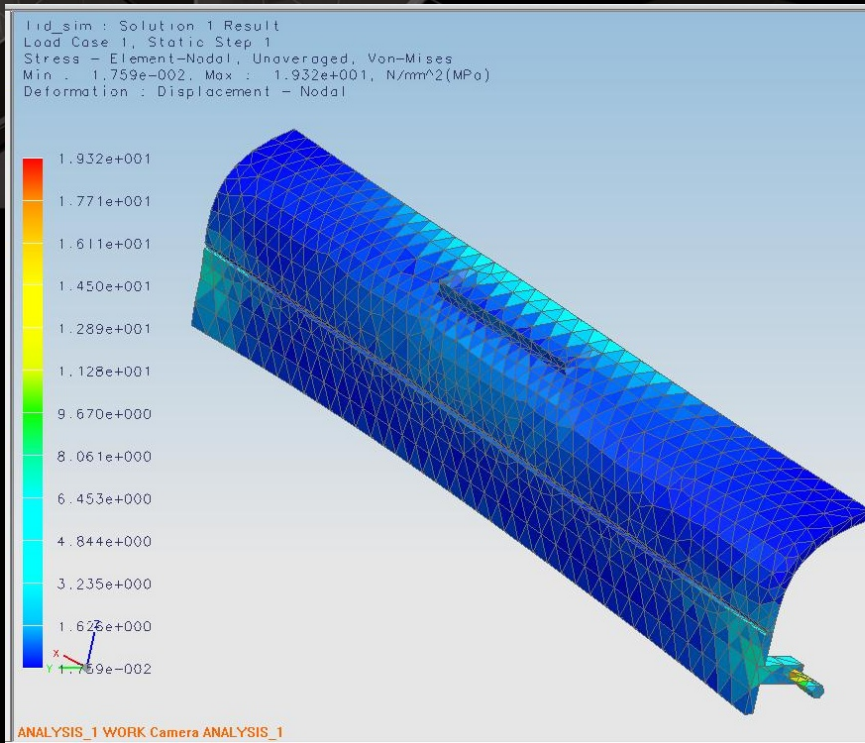 lid_sim : Solution 1 Result
Load Case 1, Static Step 1
Stress - Element-Nodal, Unaveraged, Von-Mises
Min : 1.759e-002, Max : 1.932e+001, N/mm^2(MPa)
Deformation : Displacement - Nodal
1.932e+001
1.771e+001
1.611e+001
1.450e+001
1.289e+001
1.128e+001
9.670e+000
8.061e+000
6.453e+000
4.844e+000
3.235e+000
1.626e+000
Z
X
Y
1.759e-002
ANALYSIS_1 WORK Camera ANALYSIS_1